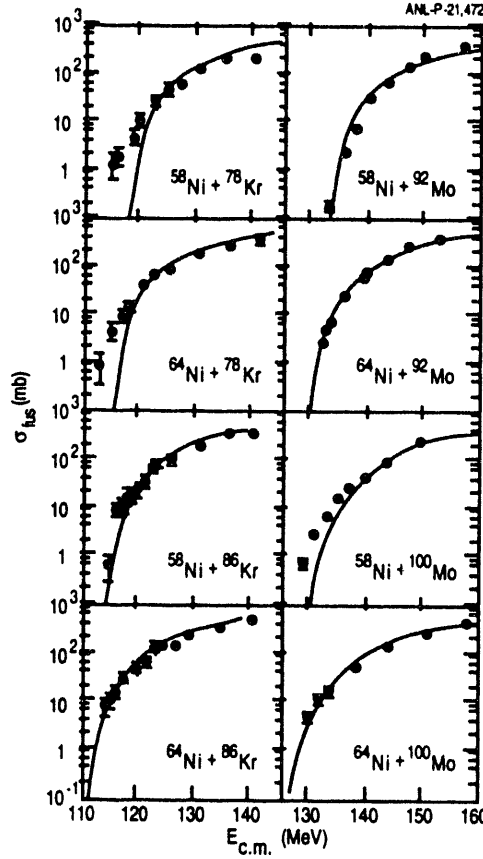 ANL-P-21,472
10³
10²
10
1
10³
⁵⁸Ni + ⁷⁸Kr
⁵⁸Ni + ⁹²Mo
10²
10
1
10³
⁶⁴Ni + ⁷⁸Kr
⁶⁴Ni + ⁹²Mo
σfus (mb)
10²
10
1
10³
⁵⁸Ni + ⁸⁶Kr
⁵⁸Ni + ¹⁰⁰Mo
10²
10
1
10⁻¹
⁶⁴Ni + ⁸⁶Kr
⁶⁴Ni + ¹⁰⁰Mo
110 120 130 140 130 140 150 160
Ec.m. (MeV)